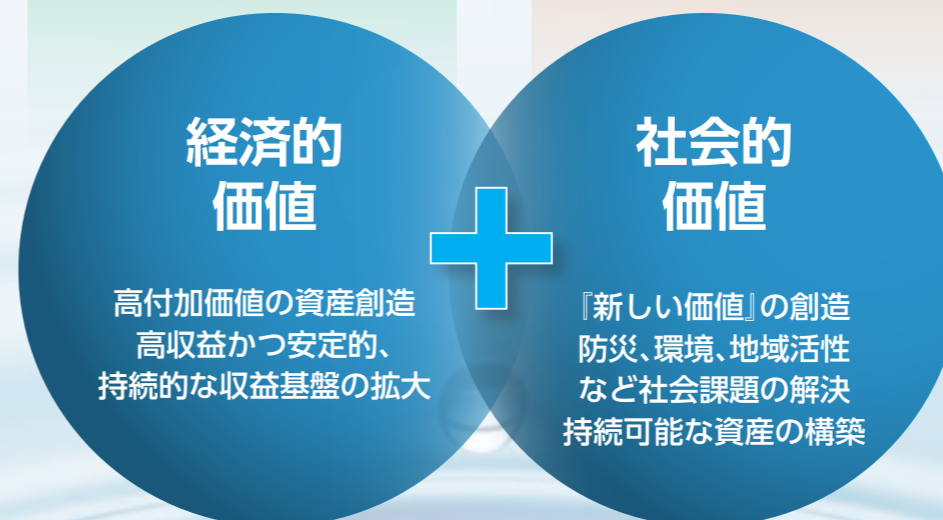 経済的
価値
高付加価値の資産創造
高収益かつ安定的、
持続的な収益基盤の拡大
社会的
価値
『新しい価値』の創造
防災、環境、地域活性
など社会課題の解決
持続可能な資産の構築